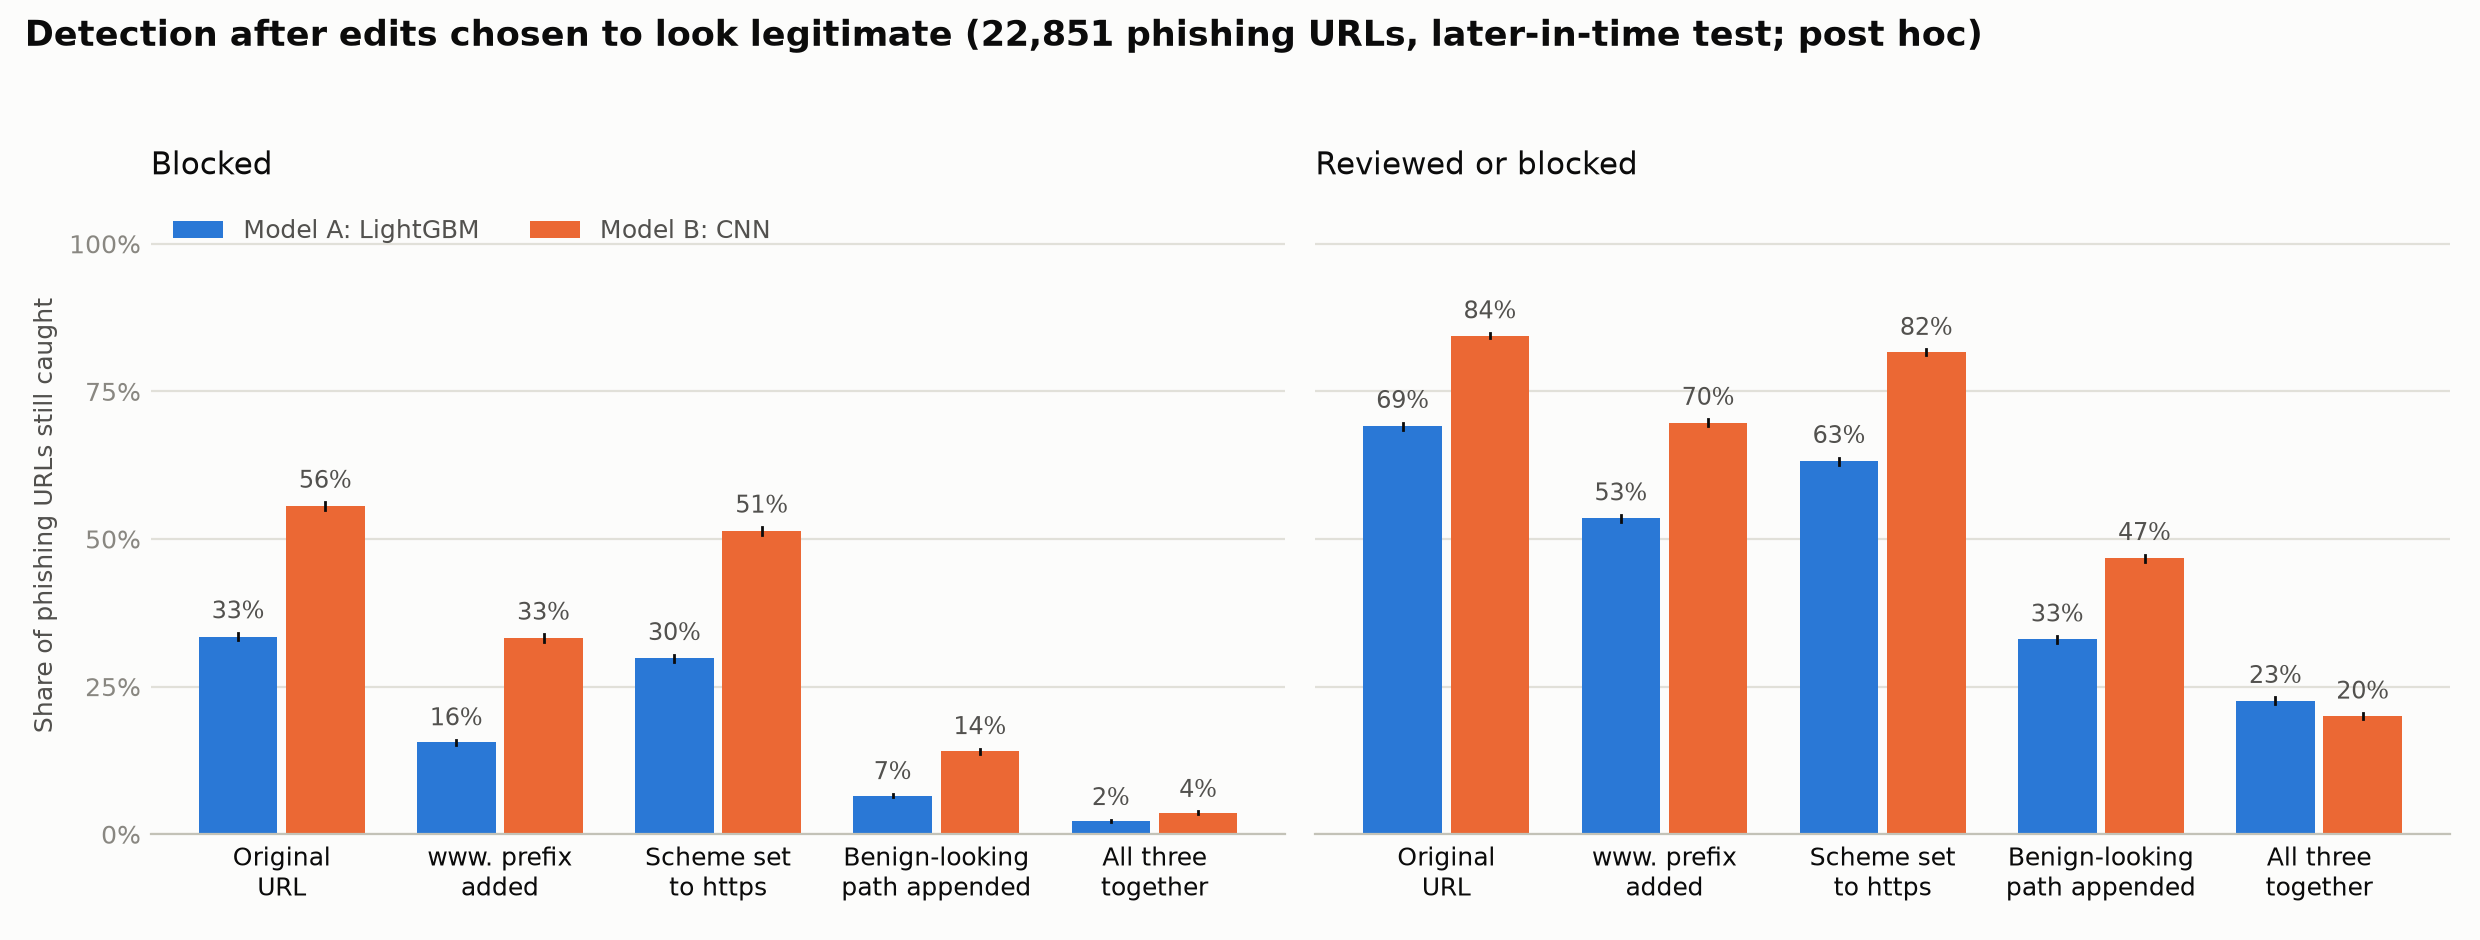 Detection after edits chosen to look legitimate (22,851 phishing URLs, later-in-time test; post hoc)
Blocked
Model A: LightGBM
Model B: CNN
Share of phishing URLs still caught
100%
75%
50%
25%
0%
33%
56%
16%
33%
30%
51%
7%
14%
2%
4%
Original
URL
www. prefix
added
Scheme set
to https
Benign-looking
path appended
All three
together
Reviewed or blocked
69%
84%
53%
70%
63%
82%
33%
47%
23%
20%
Original
URL
www. prefix
added
Scheme set
to https
Benign-looking
path appended
All three
together